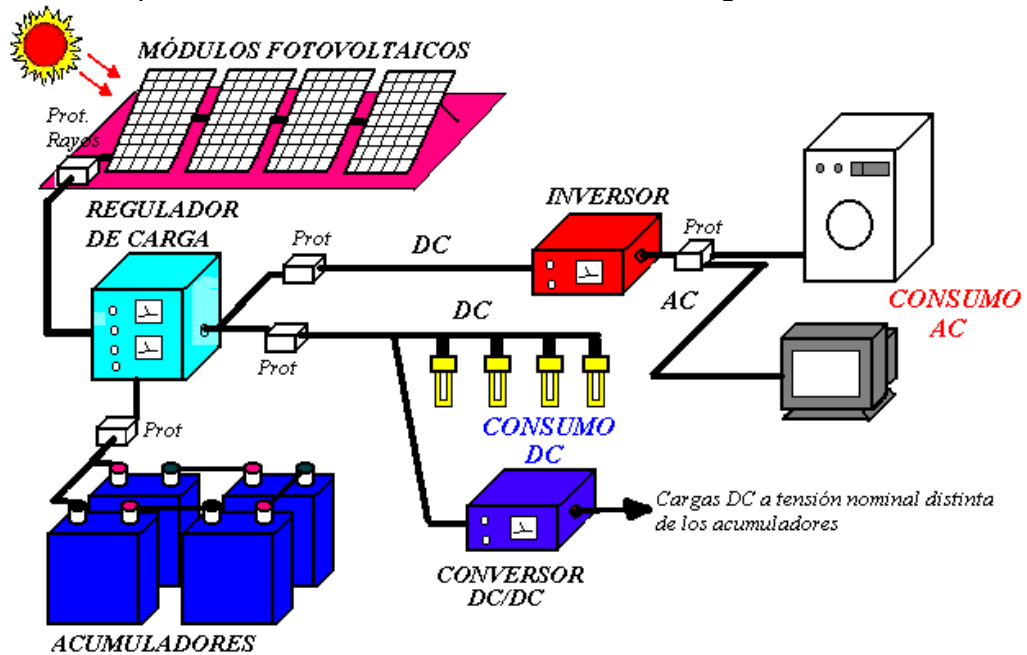 MÓDULOS FOTOVOLTAICOS
Prot.
Rayos
REGULADOR
DE CARGA
INVERSOR
Prot
DC
Prot
AC
CONSUMO
AC
DC
Prot
CONSUMO
DC
Prot
Cargas DC a tensión nominal distinta
de los acumuladores
CONVERSOR
DC/DC
ACUMULADORES